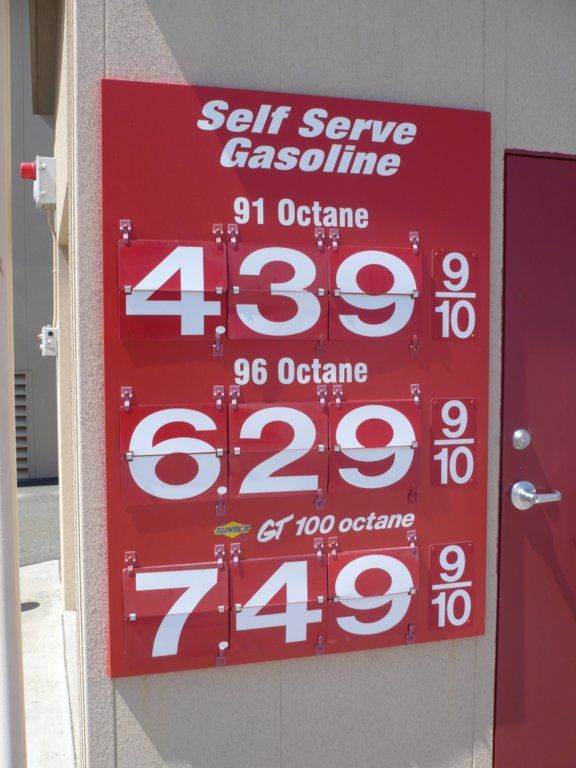 Self Serve
Gasoline
91 Octane
439 9/10
96 Octane
629 9/10
SUNOCO GT 100 octane
749 9/10